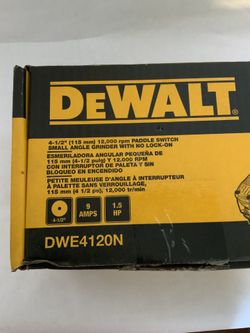 DEWALT®
4-1/2" (115 mm) 12,000 rpm PADDLE SWITCH
SMALL ANGLE GRINDER WITH NO LOCK-ON
ESMERILADORA ANGULAR PEQUEÑA DE
115 mm (4-1/2 pulg) Y 12,000 RPM
CON INTERRUPTOR DE PALETA Y SIN
BLOQUEO EN ENCENDIDO
PETITE MEULEUSE D'ANGLE À INTERRUPTEUR
À PALETTE SANS VERROUILLAGE,
115 mm (4 1/2 po), 12,000 tr/min
4-1/2"
9
AMPS
1.5
HP
DWE4120N